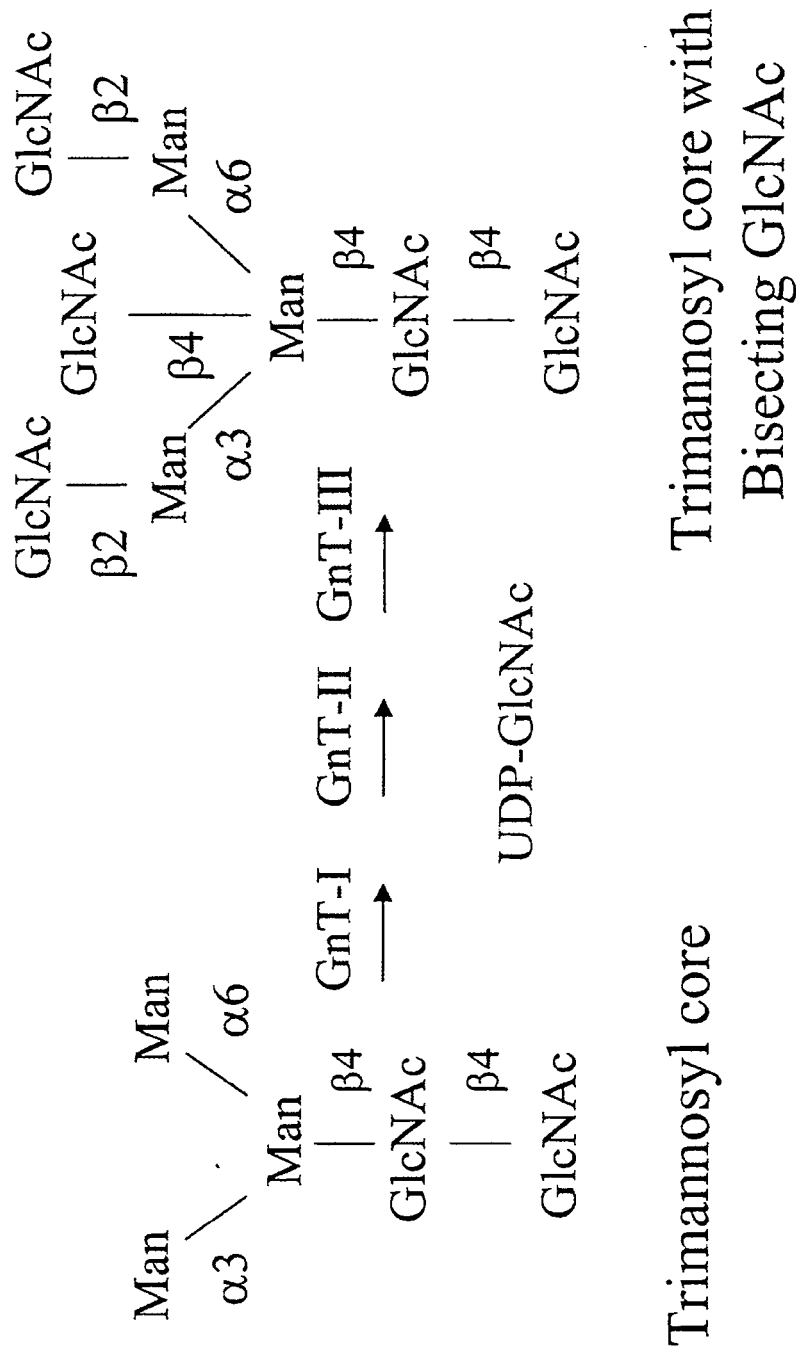 Man Man
α3 α6
Man
β4
GlcNAc
β4
GlcNAc
Trimannosyl core
GnT-I GnT-II GnT-III
UDP-GlcNAc
GlcNAc GlcNAc GlcNAc
β2 β4 β2
Man Man
α3 α6
Man
β4
GlcNAc
β4
GlcNAc
Trimannosyl core with
Bisecting GlcNAc